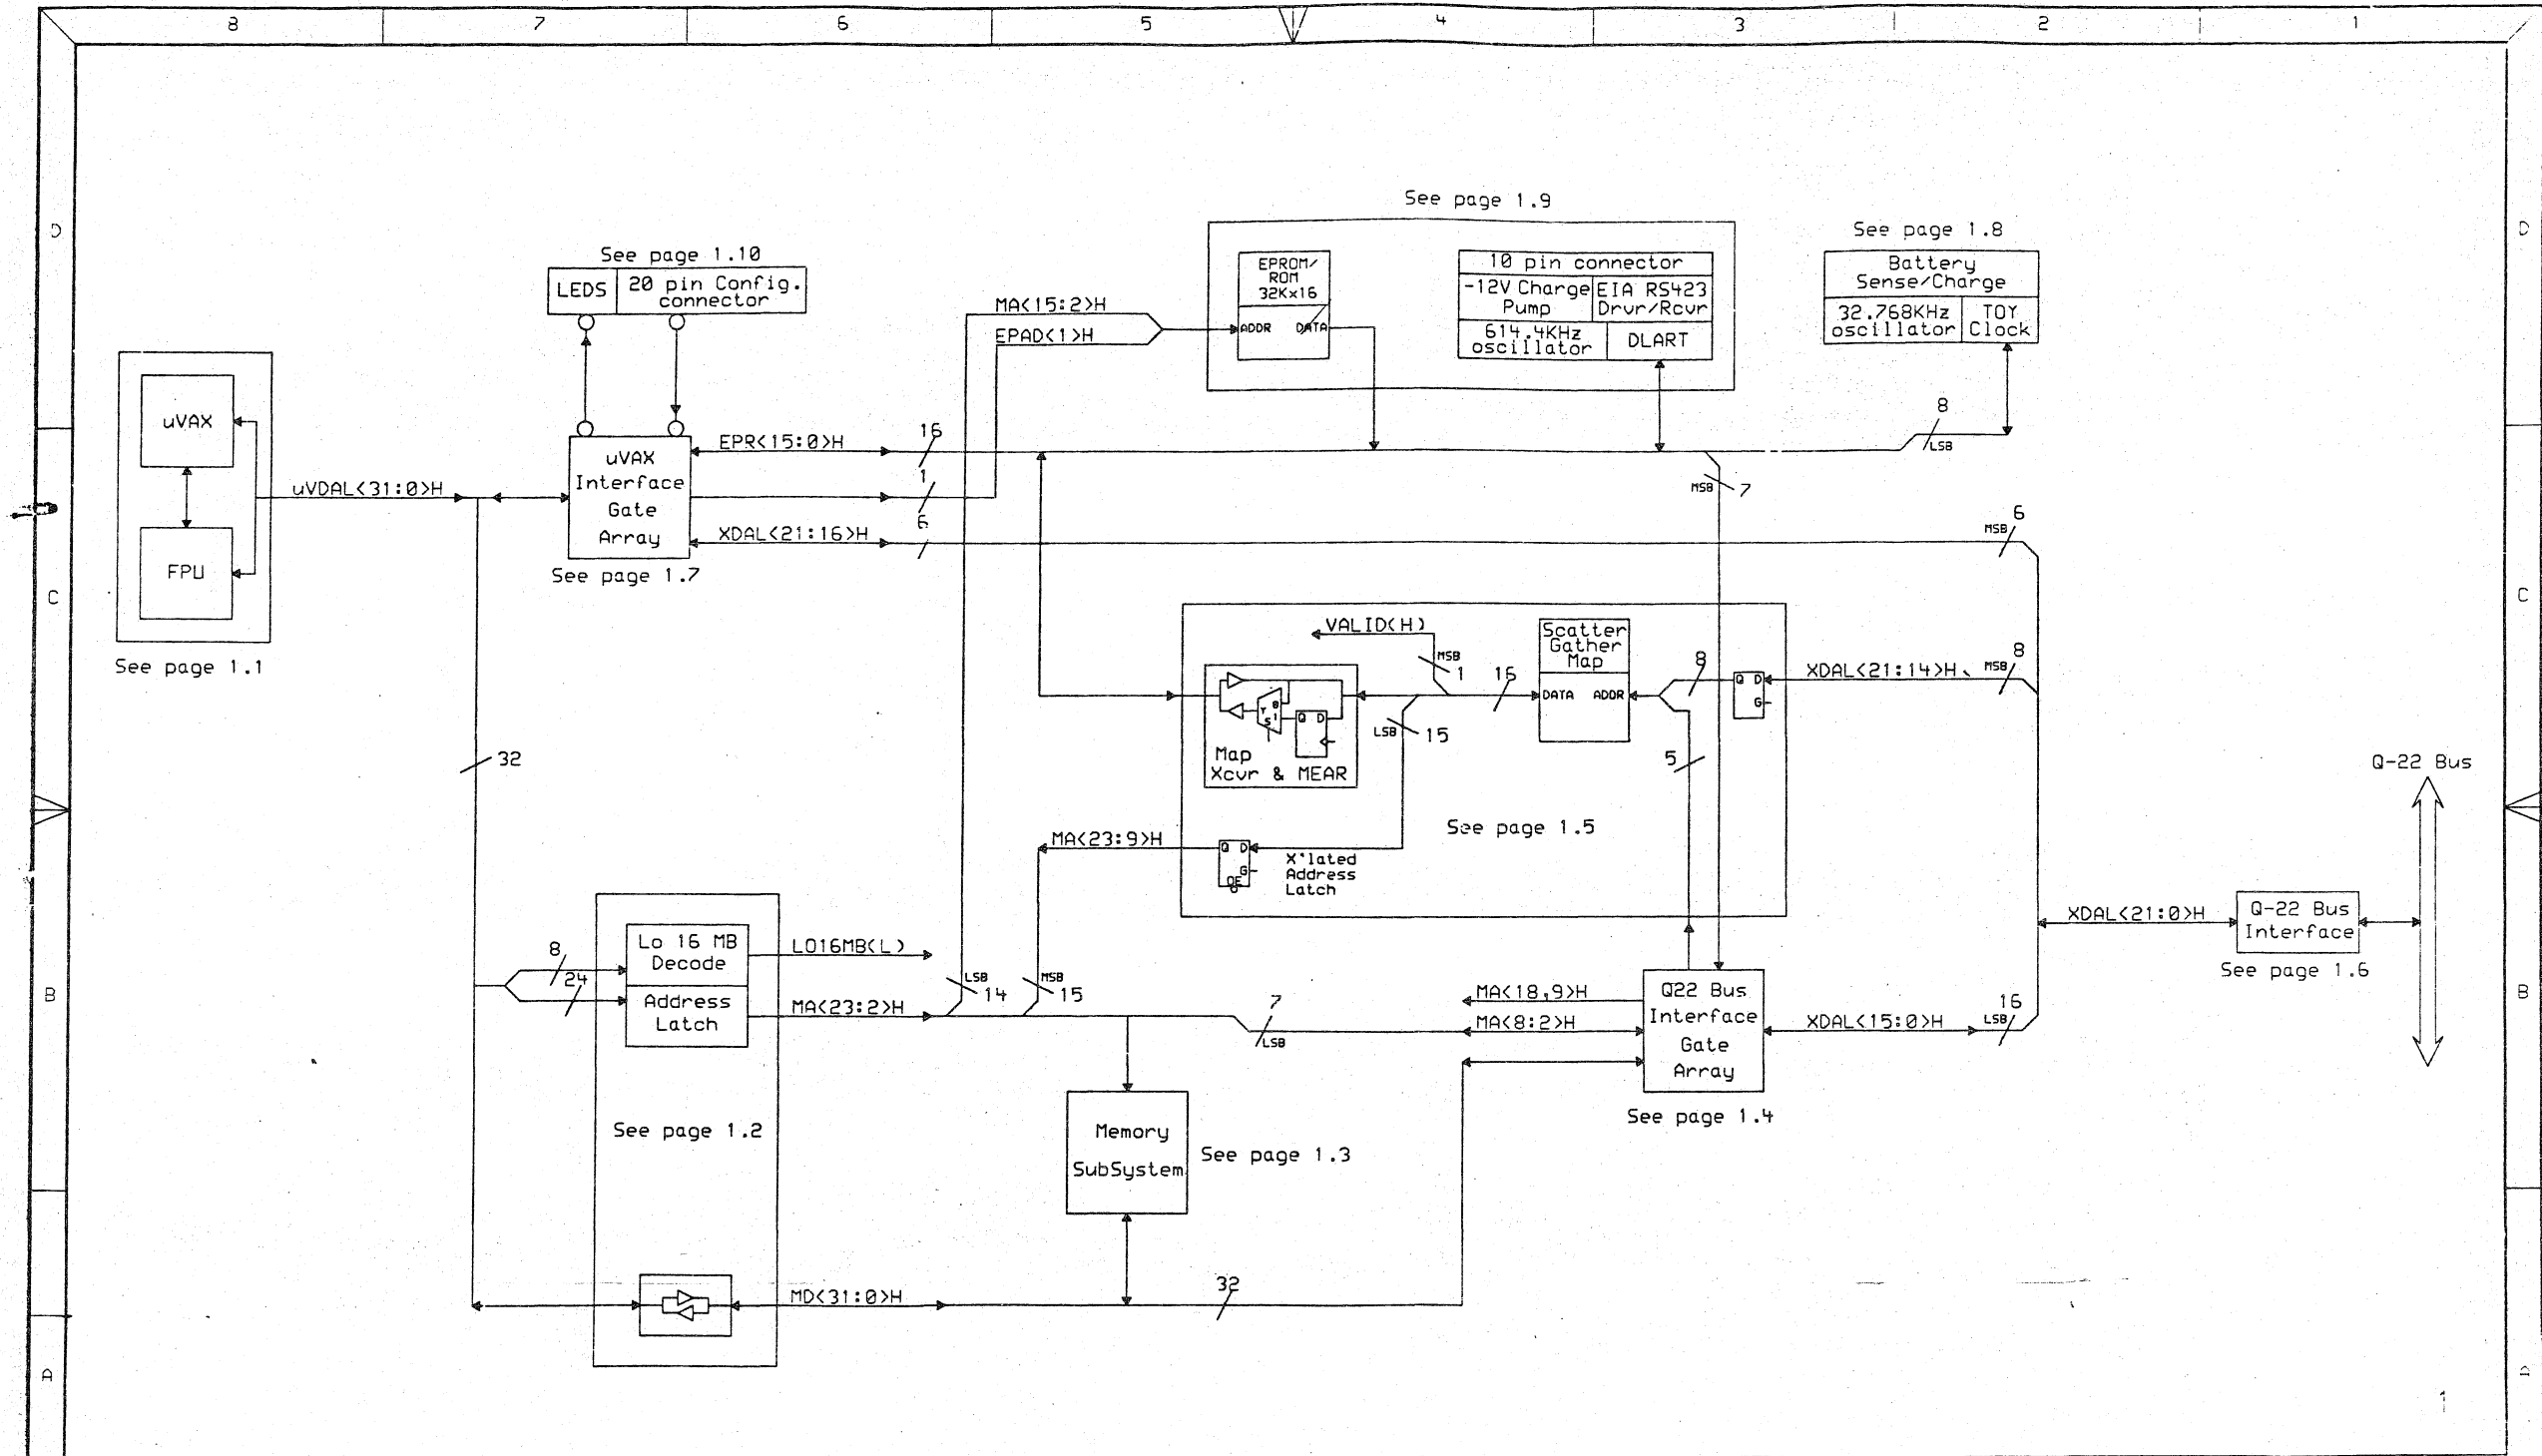 8 7 6 5 4 3 2 1
D D
See page 1.9
See page 1.8
Battery
Sense/Charge
32.768KHz
oscillator
TOY
Clock
See page 1.10
LEDS
20 pin Config.
connector
EPROM/
ROM
32Kx16
ADDR DATA
10 pin connector
-12V Charge
Pump
EIA RS423
Drvr/Rcvr
614.4KHz
oscillator
DLART
MA<15:2>H
EPAD<1>H
8
LSB
uVAX
FPU
See page 1.1
uVDAL<31:0>H
uVAX
Interface
Gate
Array
See page 1.7
EPR<15:0>H
16
1
XDAL<21:16>H
6
MSB 7
MSB 6
C C
VALID(H)
MSB
1
16
Scatter
Gather
Map
DATA ADDR
8
Q D
G
XDAL<21:14>H
MSB 8
Y 0
S 1
Q D
Map
Xcvr & MEAR
LSB 15
5
32
Q-22 Bus
See page 1.5
MA<23:9>H
Q D
G
OE
X'lated
Address
Latch
XDAL<21:0>H
Q-22 Bus
Interface
See page 1.6
8
24
Lo 16 MB
Decode
LO16MB(L)
Address
Latch
MA<23:2>H
LSB
14
MSB
15
7
LSB
MA<18,9>H
MA<8:2>H
Q22 Bus
Interface
Gate
Array
XDAL<15:0>H
16
LSB
B B
See page 1.4
See page 1.2
Memory
SubSystem
See page 1.3
MD<31:0>H
32
A A
1